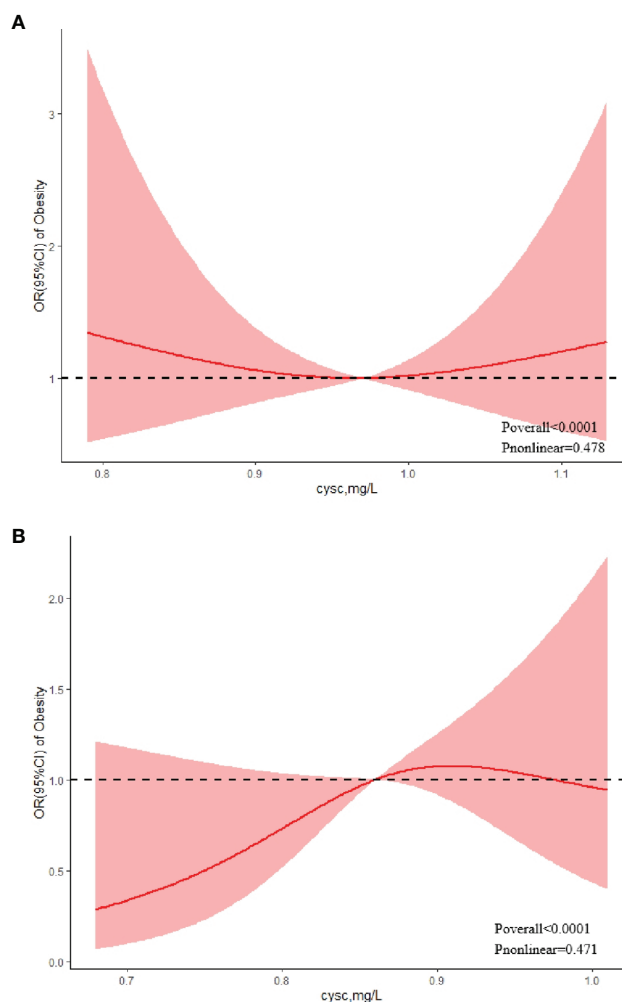 A
OR(95%CI) of Obesity
3
2
1
0.8 0.9 1.0 1.1
cysc,mg/L
Poverall<0.0001
Pnonlinear=0.478
B
OR(95%CI) of Obesity
2.0
1.5
1.0
0.5
0.0
0.7 0.8 0.9 1.0
cysc,mg/L
Poverall<0.0001
Pnonlinear=0.471